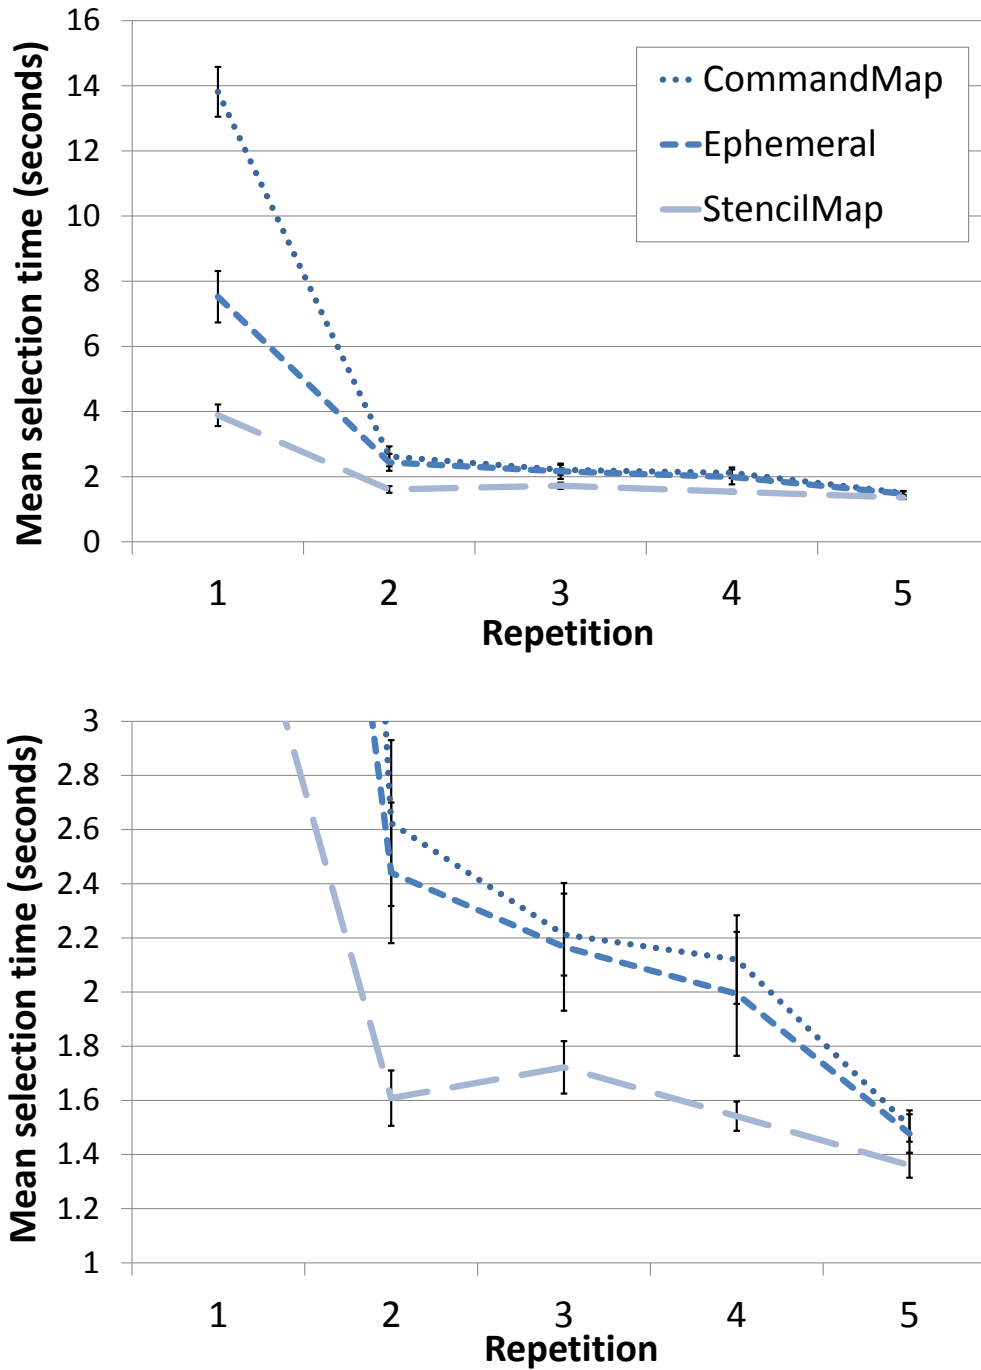 Mean selection time (seconds)
16
14
12
10
8
6
4
2
0
CommandMap
Ephemeral
StencilMap
1 2 3 4 5
Repetition
Mean selection time (seconds)
3
2.8
2.6
2.4
2.2
2
1.8
1.6
1.4
1.2
1
1 2 3 4 5
Repetition